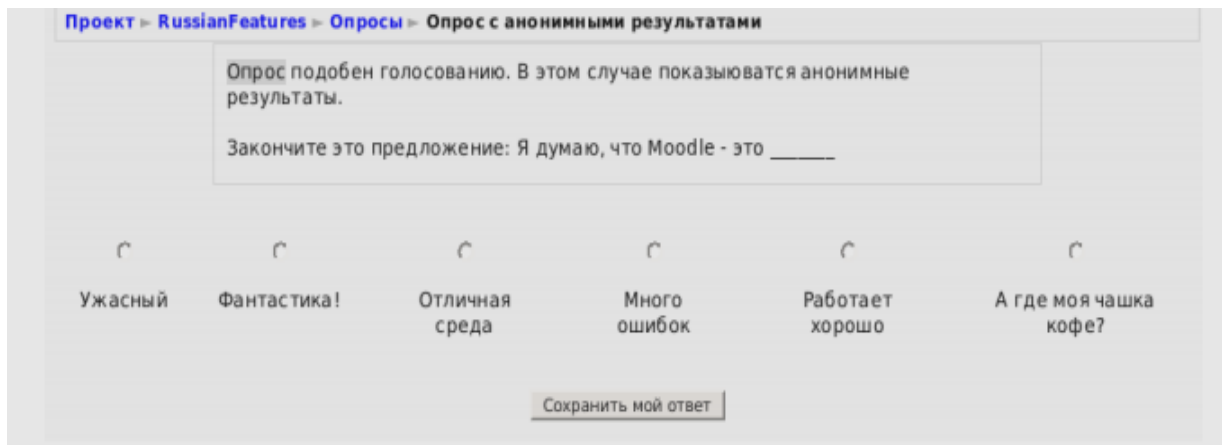 Проект ► RussianFeatures ► Опросы ► Опрос с анонимными результатами
Опрос подобен голосованию. В этом случае показыюватся анонимные
результаты.
Закончите это предложение: Я думаю, что Moodle - это _______
Ужасный Фантастика! Отличная среда Много ошибок Работает хорошо А где моя чашка кофе?
Сохранить мой ответ